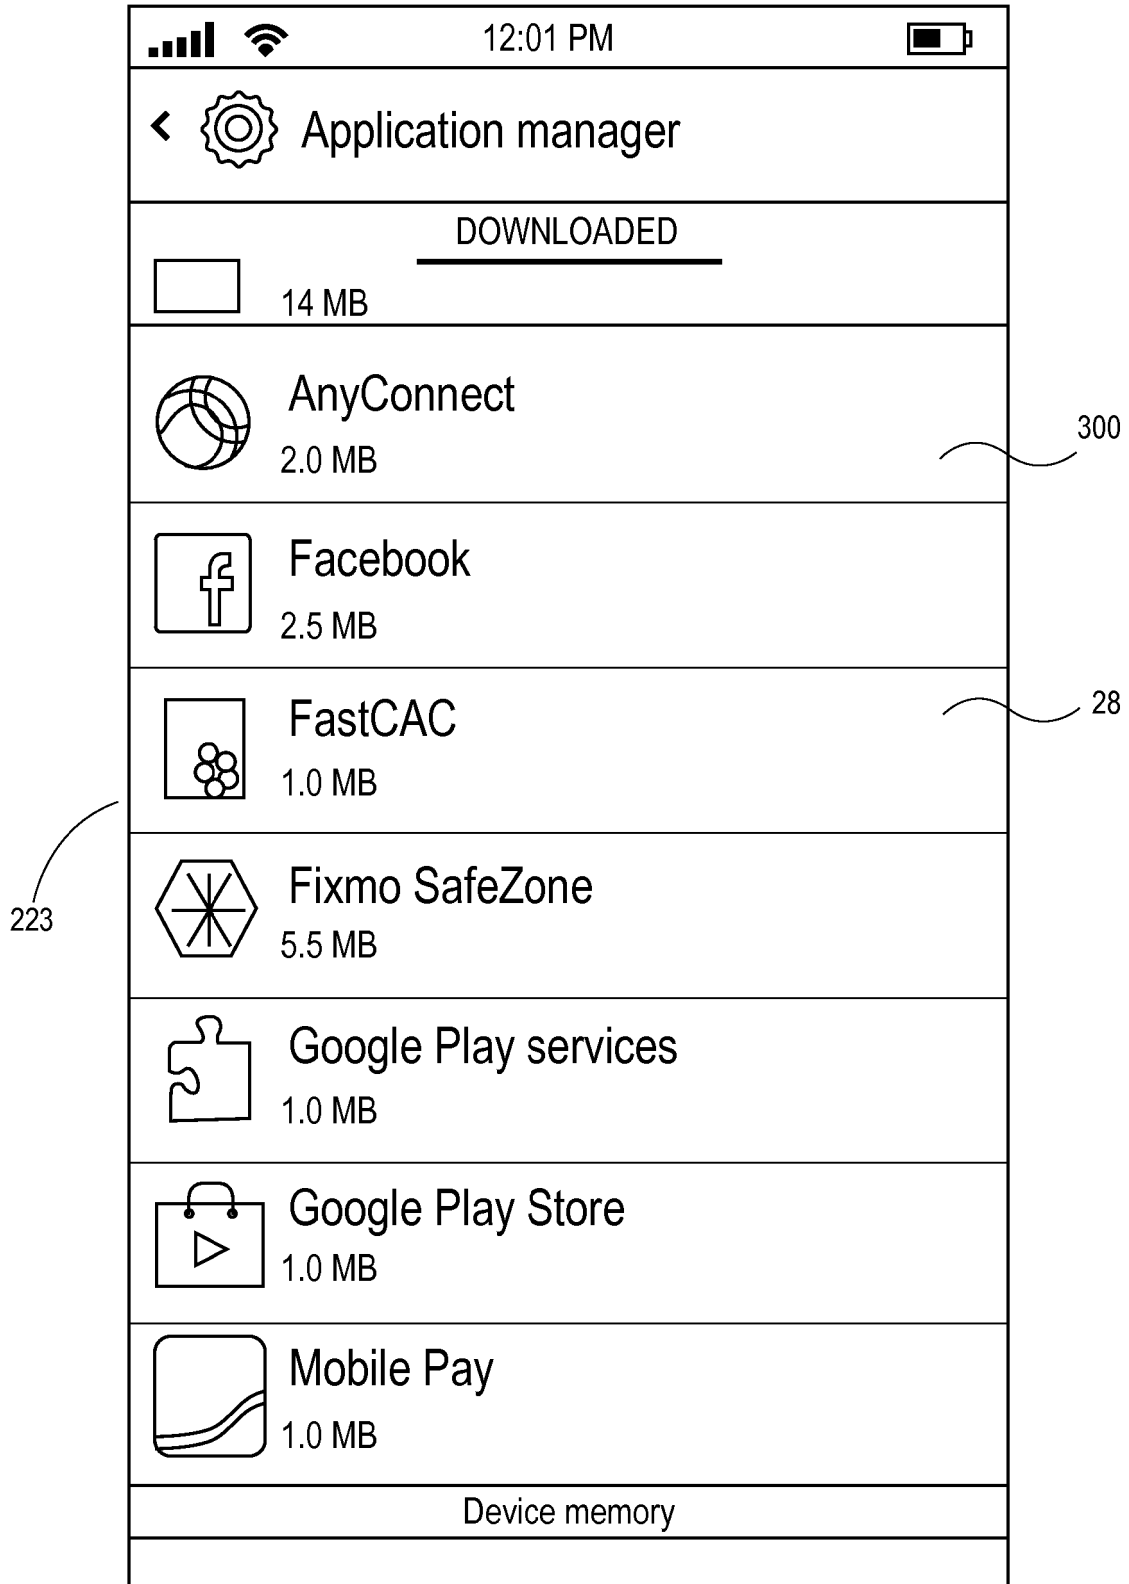 12:01 PM
Application manager
DOWNLOADED
14 MB
AnyConnect
2.0 MB
300
Facebook
2.5 MB
FastCAC
1.0 MB
28
223
Fixmo SafeZone
5.5 MB
Google Play services
1.0 MB
Google Play Store
1.0 MB
Mobile Pay
1.0 MB
Device memory